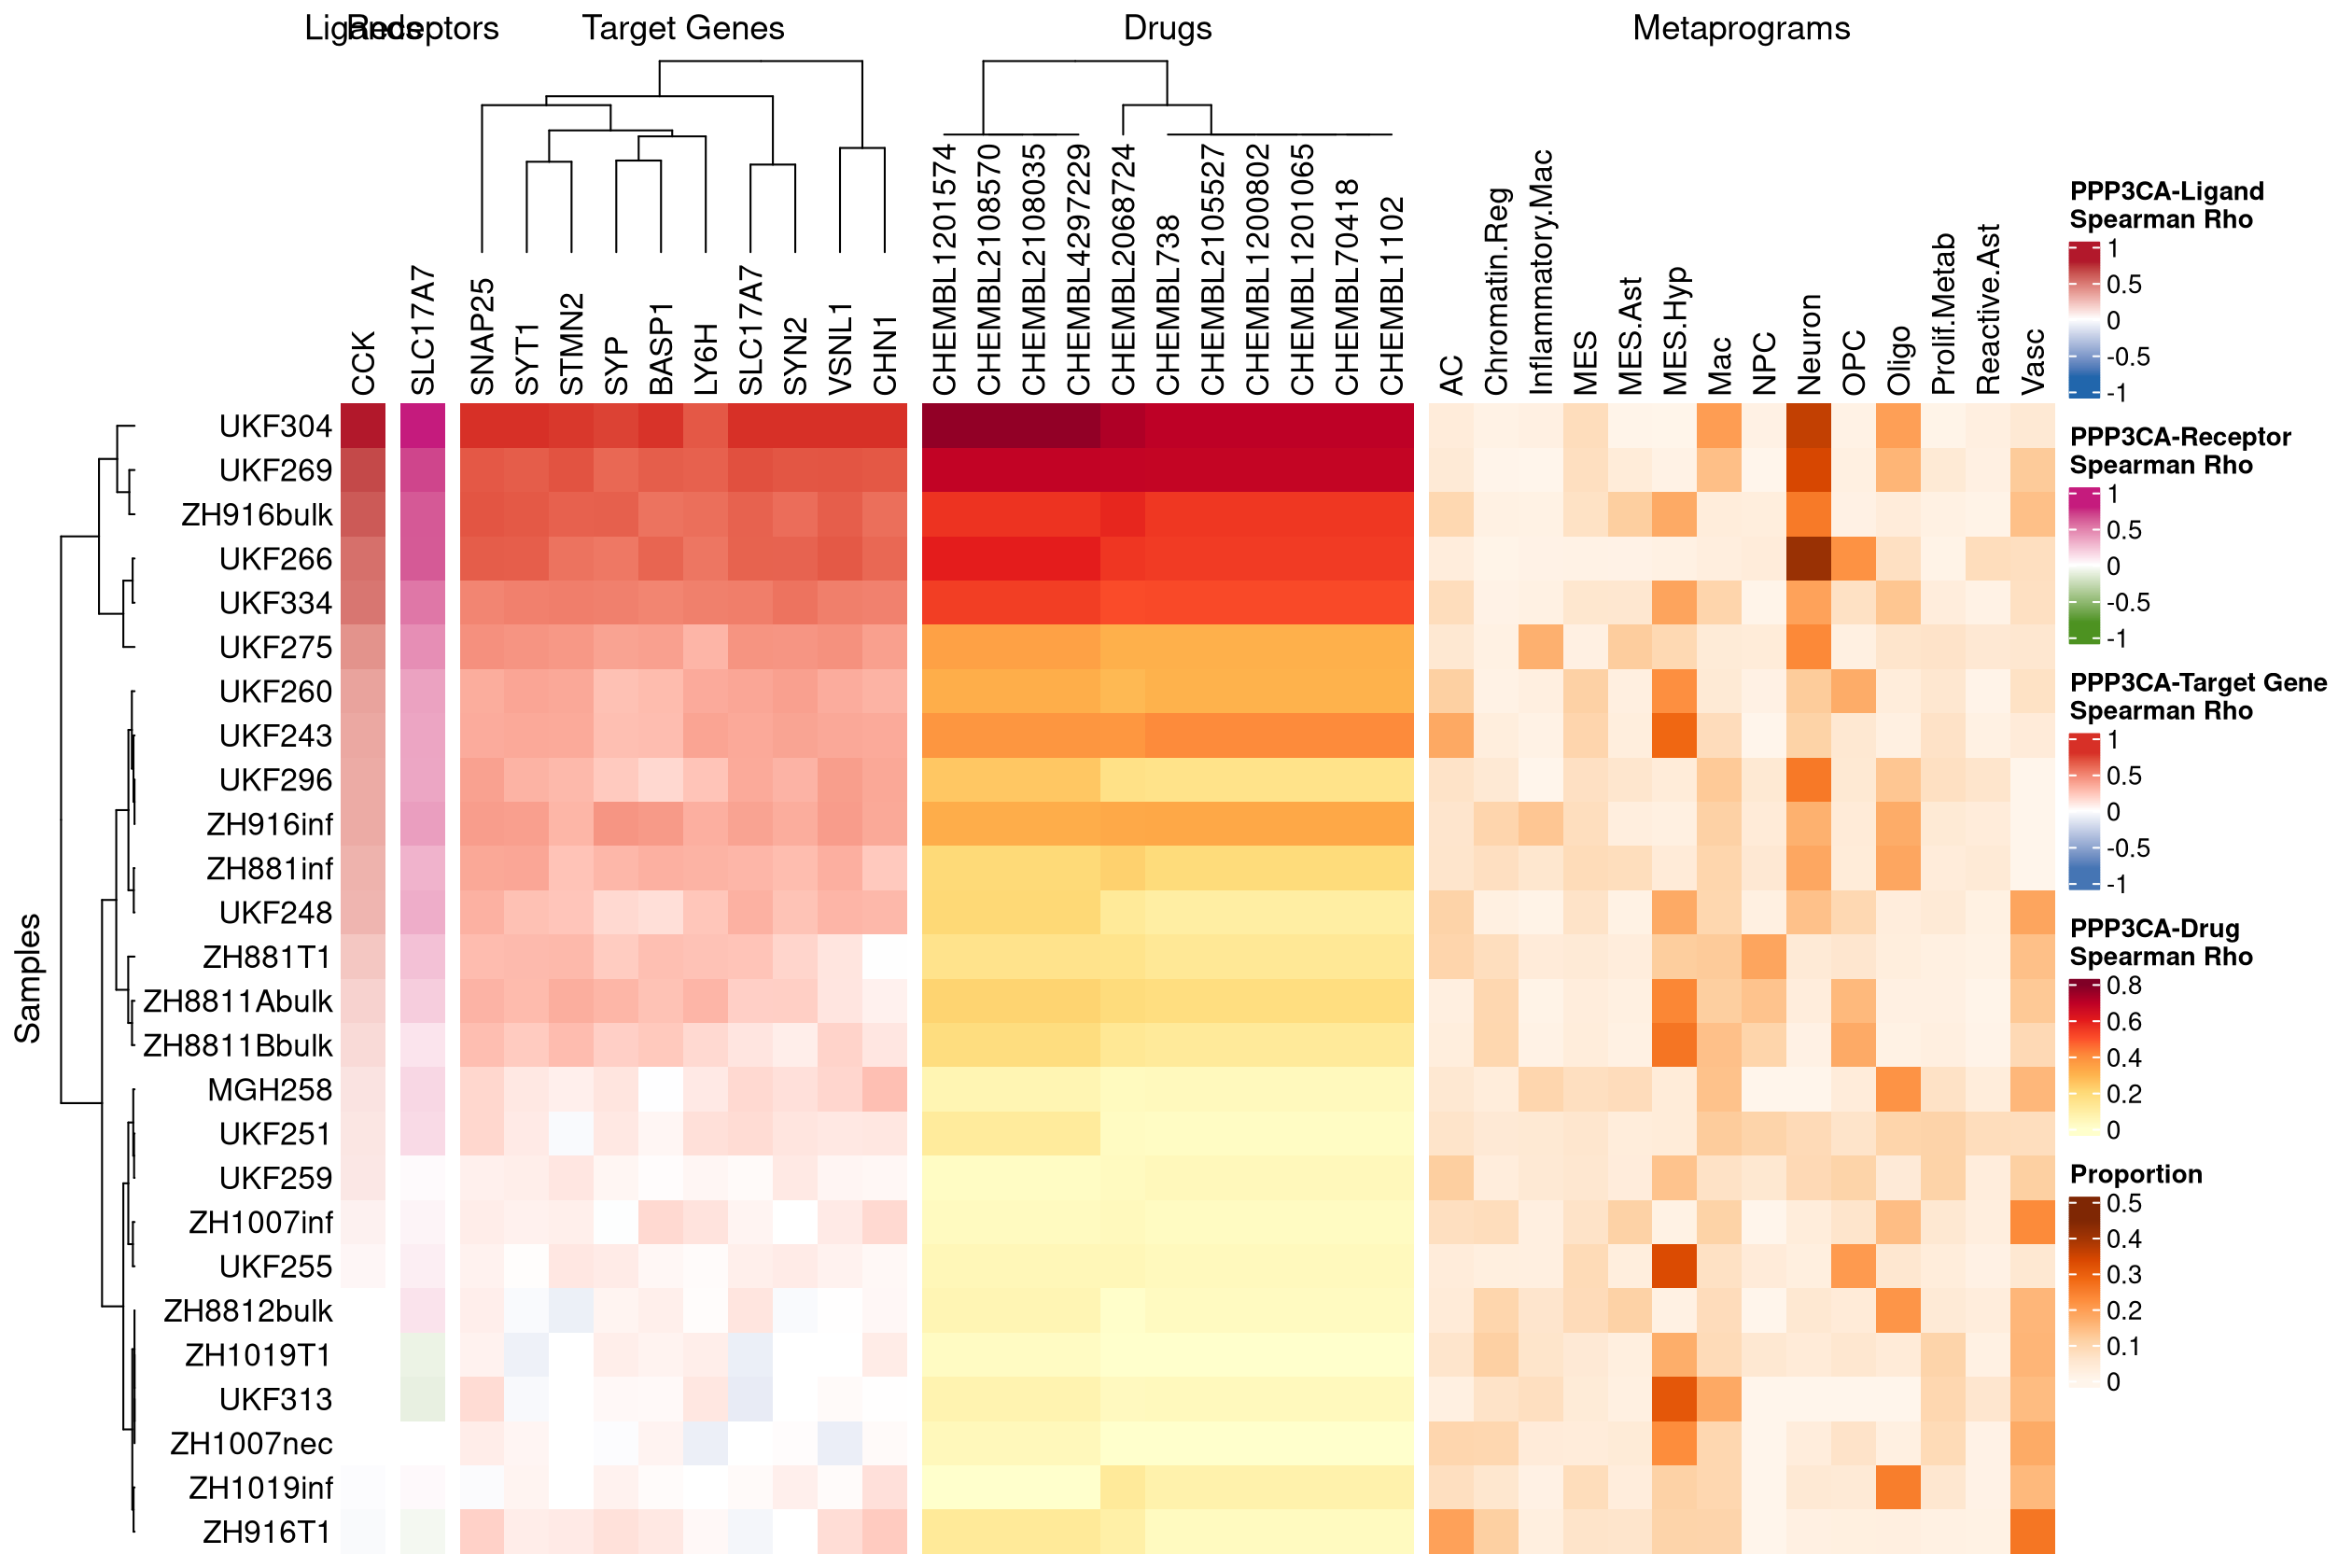 Ligands
Receptors
Target Genes
Drugs
Metaprograms
CCK
SLC17A7
SNAP25
SYT1
STMN2
SYP
BASP1
LY6H
SLC17A7
SYN2
VSNL1
CHN1
CHEMBL1201574
CHEMBL2108570
CHEMBL2108035
CHEMBL4297229
CHEMBL2068724
CHEMBL738
CHEMBL2105527
CHEMBL1200802
CHEMBL1201065
CHEMBL70418
CHEMBL1102
AC
Chromatin.Reg
Inflammatory.Mac
MES
MES.Ast
MES.Hyp
Mac
NPC
Neuron
OPC
Oligo
Prolif.Metab
Reactive.Ast
Vasc
Samples
UKF304
UKF269
ZH916bulk
UKF266
UKF334
UKF275
UKF260
UKF243
UKF296
ZH916inf
ZH881inf
UKF248
ZH881T1
ZH8811Abulk
ZH8811Bbulk
MGH258
UKF251
UKF259
ZH1007inf
UKF255
ZH8812bulk
ZH1019T1
UKF313
ZH1007nec
ZH1019inf
ZH916T1
PPP3CA-Ligand
Spearman Rho
1
0.5
0
-0.5
-1
PPP3CA-Receptor
Spearman Rho
1
0.5
0
-0.5
-1
PPP3CA-Target Gene
Spearman Rho
1
0.5
0
-0.5
-1
PPP3CA-Drug
Spearman Rho
0.8
0.6
0.4
0.2
0
Proportion
0.5
0.4
0.3
0.2
0.1
0